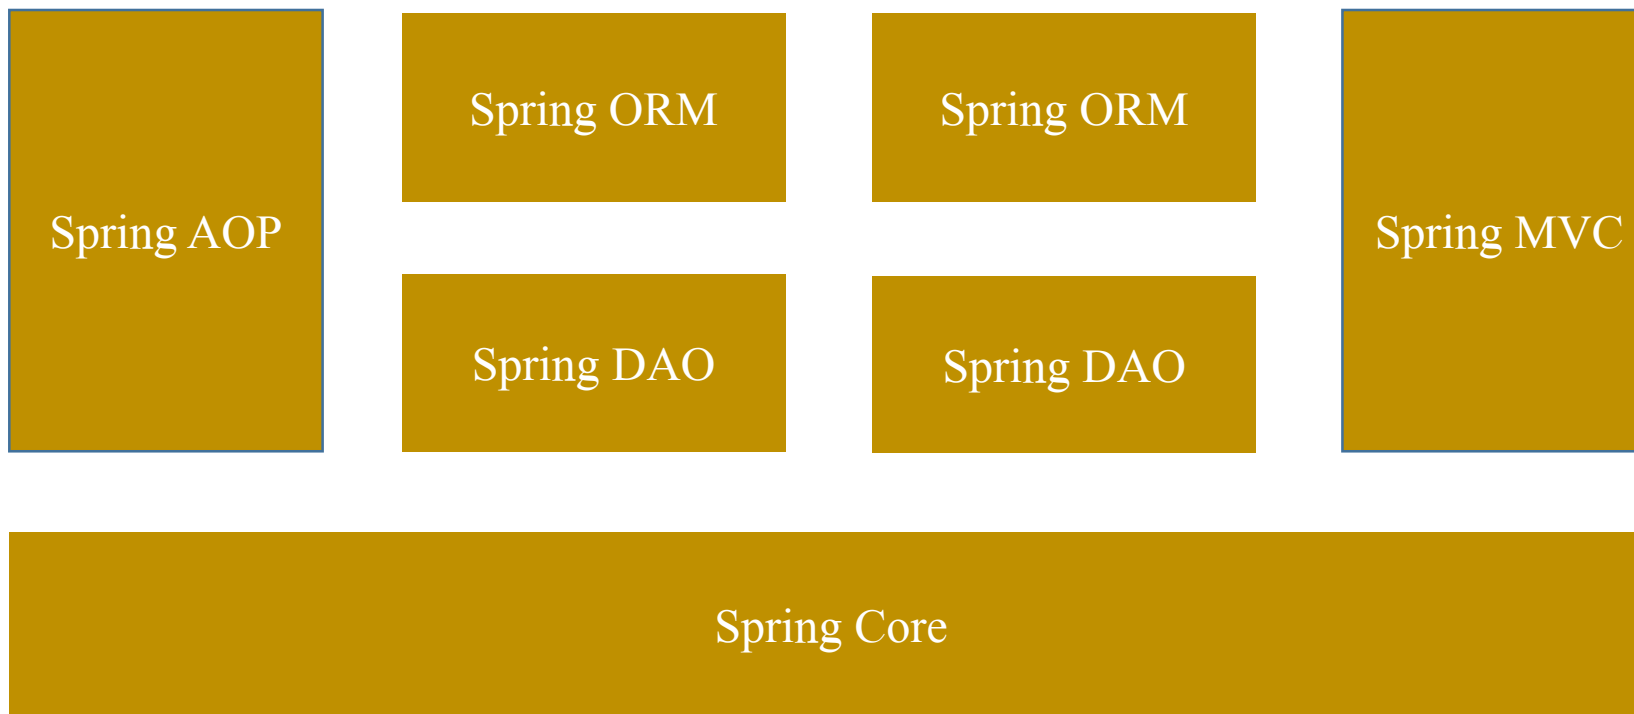 Spring ORM
Spring ORM
Spring AOP
Spring MVC
Spring DAO
Spring DAO
Spring Core